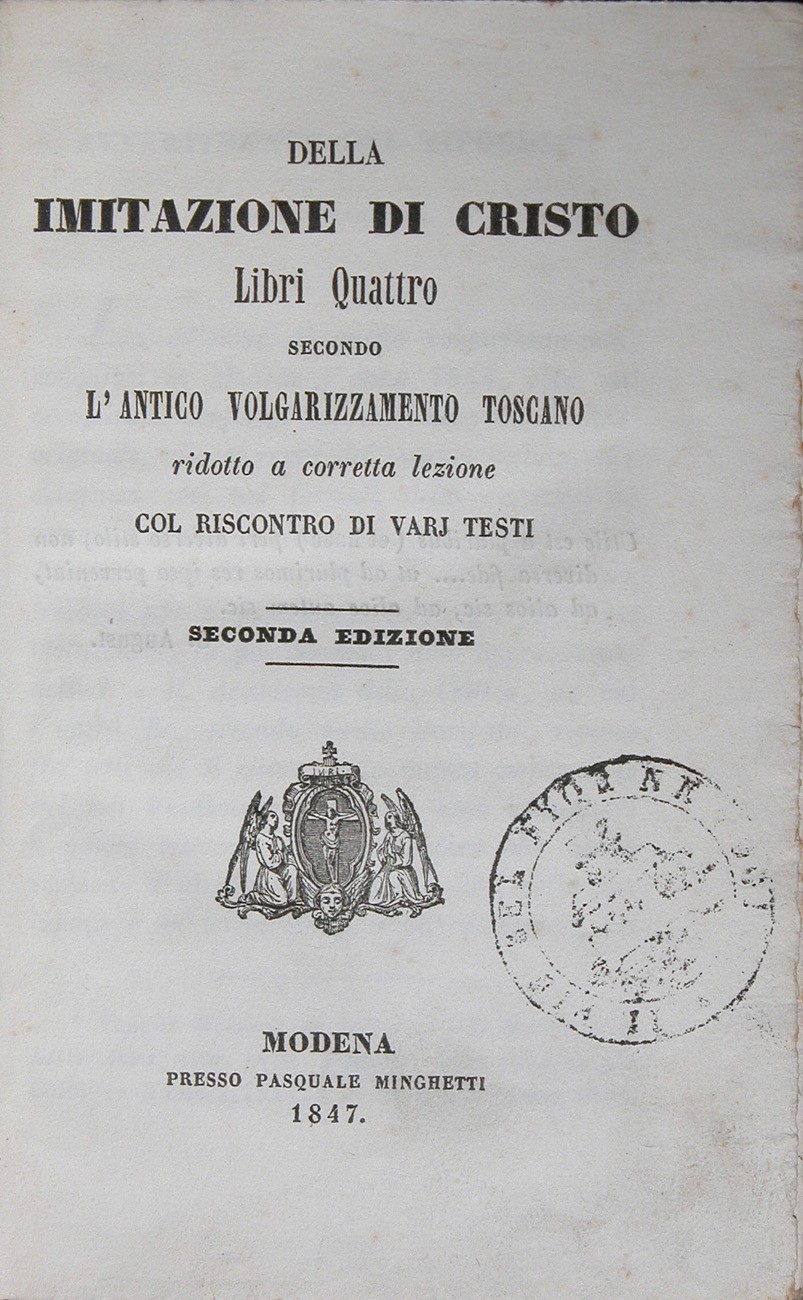 DELLA
IMITAZIONE DI CRISTO
Libri Quattro
SECONDO
L' ANTICO VOLGARIZZAMENTO TOSCANO
ridotto a corretta lezione
COL RISCONTRO DI VARJ TESTI
SECONDA EDIZIONE
MODENA
PRESSO PASQUALE MINGHETTI
1847.